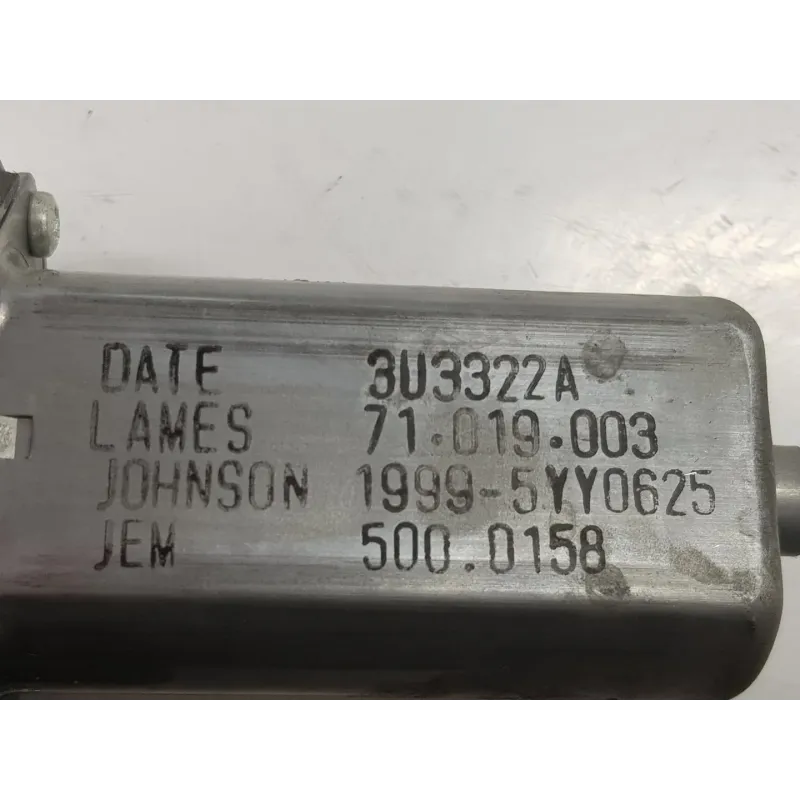 DATE 3U3322A
LAMES 71.019.003
JOHNSON 1999-5YY0625
JEM 500.0158